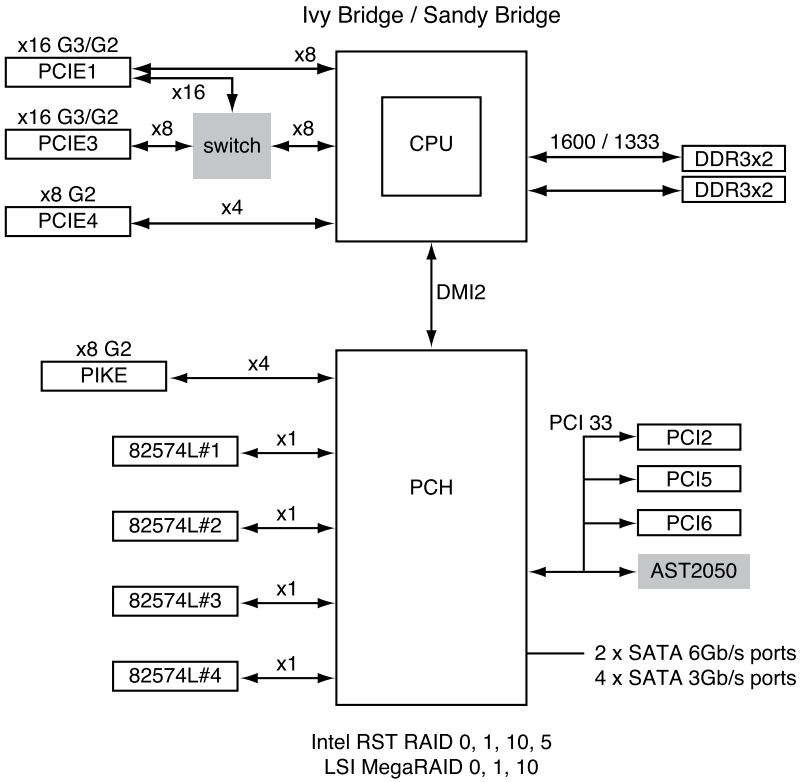 Ivy Bridge / Sandy Bridge
x16 G3/G2
PCIE1
x8
x16
x16 G3/G2
PCIE3
x8
switch
x8
CPU
1600 / 1333
DDR3x2
DDR3x2
x8 G2
PCIE4
x4
DMI2
x8 G2
PIKE
x4
82574L#1
x1
82574L#2
x1
82574L#3
x1
82574L#4
x1
PCH
PCI 33
PCI2
PCI5
PCI6
AST2050
2 x SATA 6Gb/s ports
4 x SATA 3Gb/s ports
Intel RST RAID 0, 1, 10, 5
LSI MegaRAID 0, 1, 10